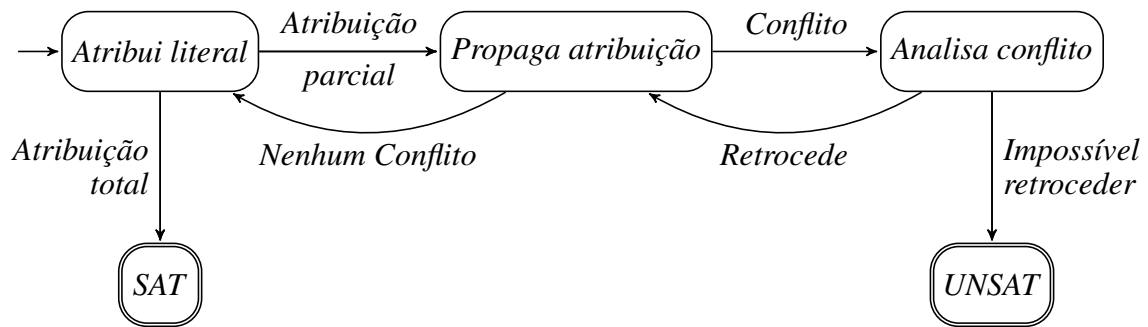 Atribui literal
Atribuição
parcial
Propaga atribuição
Conflito
Analisa conflito
Atribuição
total
Nenhum Conflito
Retrocede
Impossível
retroceder
SAT
UNSAT